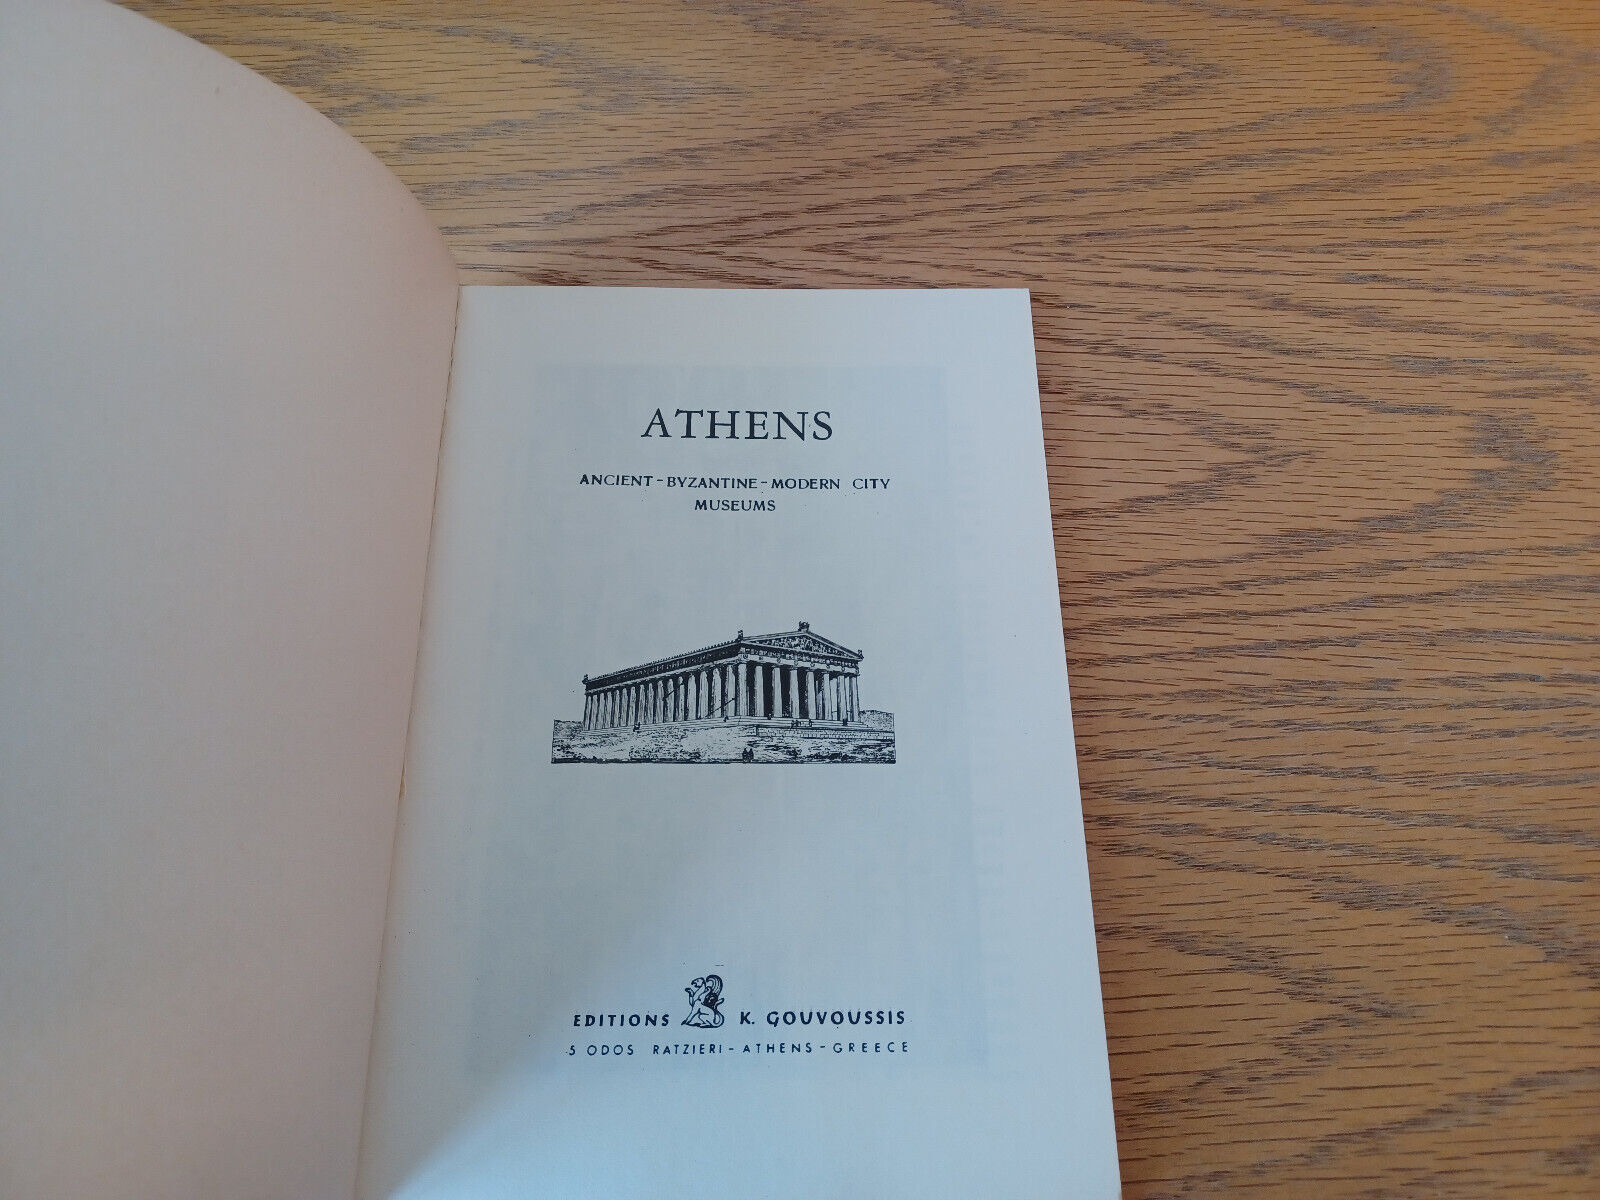 ATHENS
ANCIENT-BYZANTINE-MODERN CITY
MUSEUMS
EDITIONS K. GOUVOUSSIS
5 ODOS RATZIERI-ATHENS-GREECE